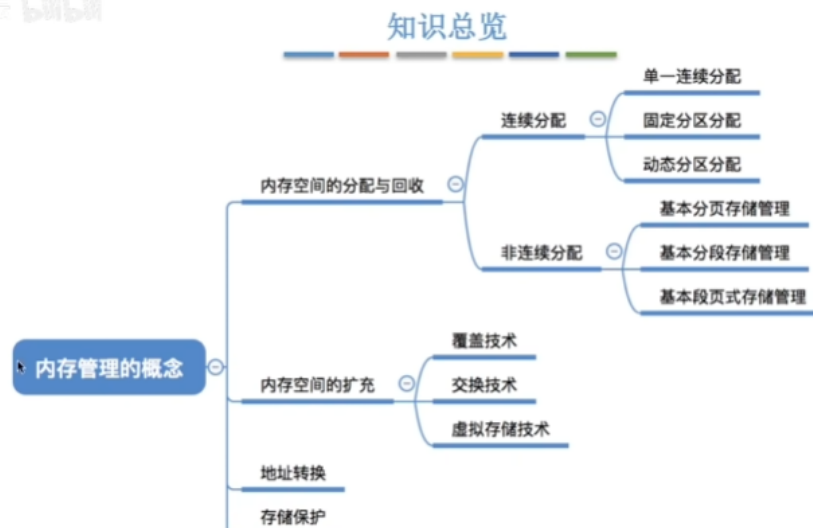 bilibili
知识总览
单一连续分配
连续分配
固定分区分配
动态分区分配
内存空间的分配与回收
基本分页存储管理
非连续分配
基本分段存储管理
基本段页式存储管理
覆盖技术
内存管理的概念
内存空间的扩充
交换技术
虚拟存储技术
地址转换
存储保护